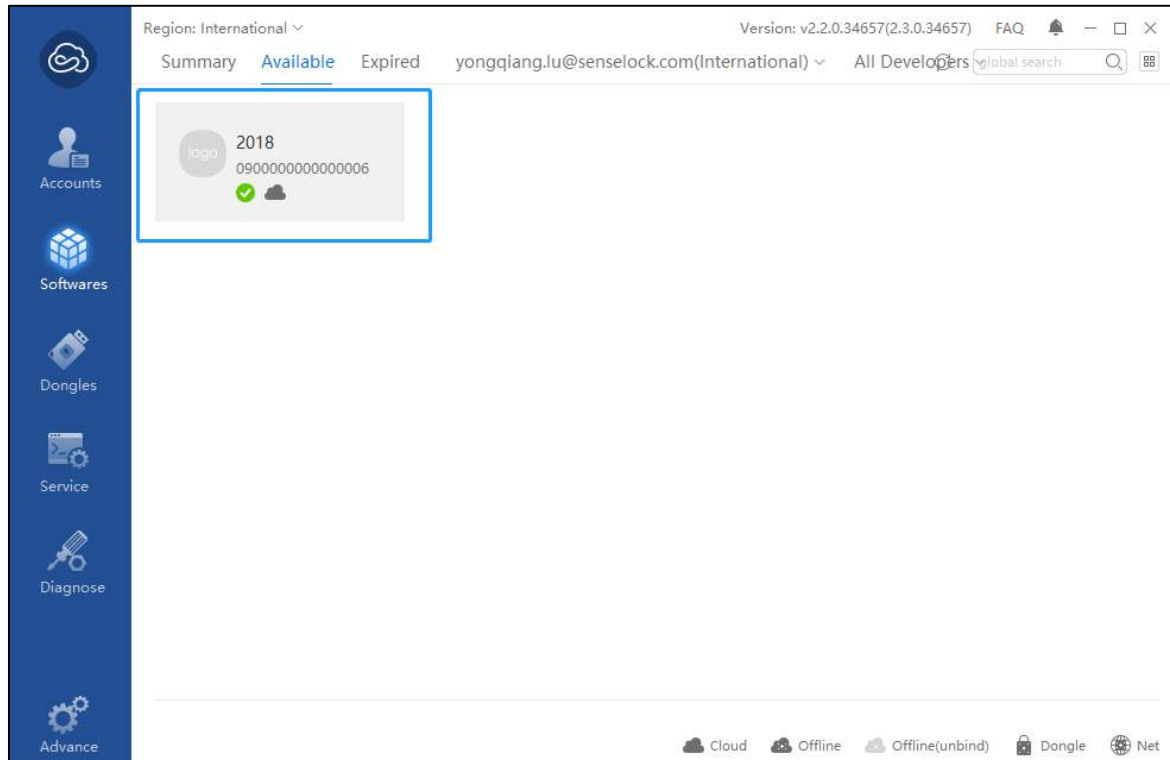 Region: International
Version: v2.2.0.34657(2.3.0.34657)
FAQ
Summary
Available
Expired
yongqiang.lu@senselock.com(International)
All Developers
global search
logo
2018
0900000000000006
Accounts
Softwares
Dongles
Service
Diagnose
Advance
Cloud
Offline
Offline(unbind)
Dongle
Net